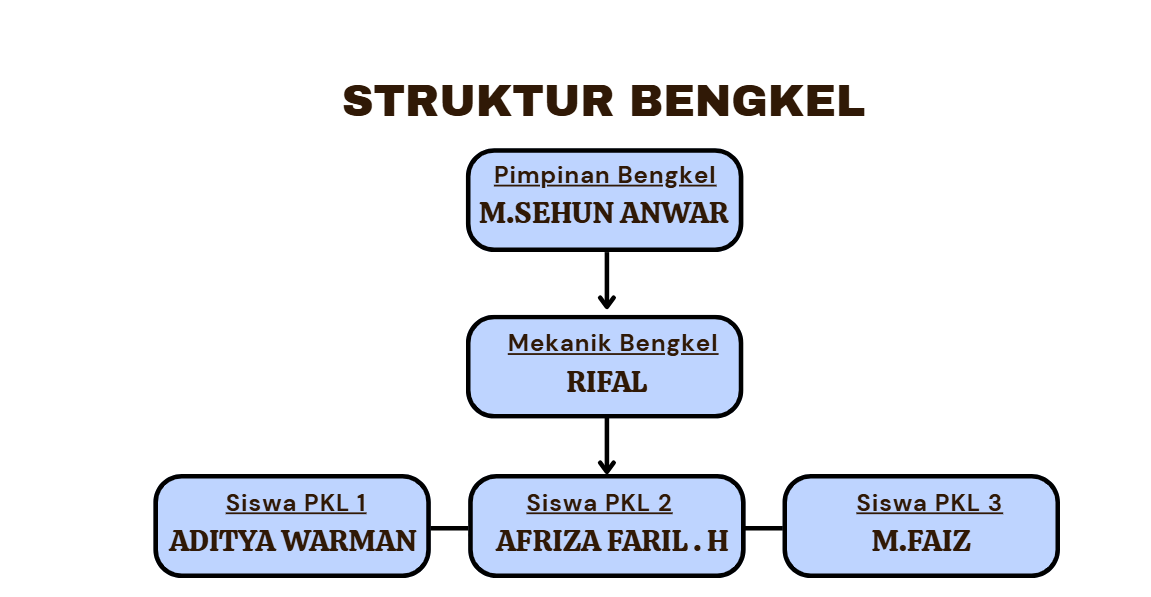 STRUKTUR BENGKEL
Pimpinan Bengkel
M.SEHUN ANWAR
Mekanik Bengkel
RIFAL
Siswa PKL 1
ADITYA WARMAN
Siswa PKL 2
AFRIZA FARIL . H
Siswa PKL 3
M.FAIZ